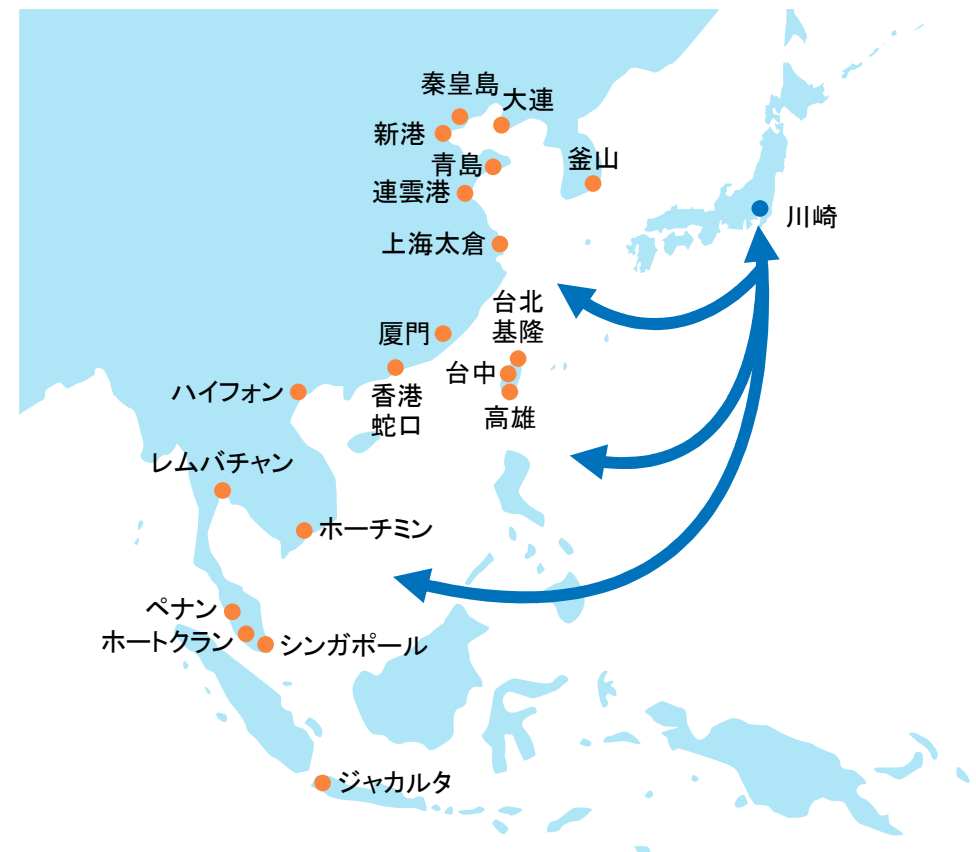 秦皇島
大連
新港
青島
釜山
連雲港
川崎
上海太倉
台北
基隆
厦門
台中
ハイフォン
香港
蛇口
高雄
レムバチャン
ホーチミン
ペナン
ホートクラン
シンガポール
ジャカルタ